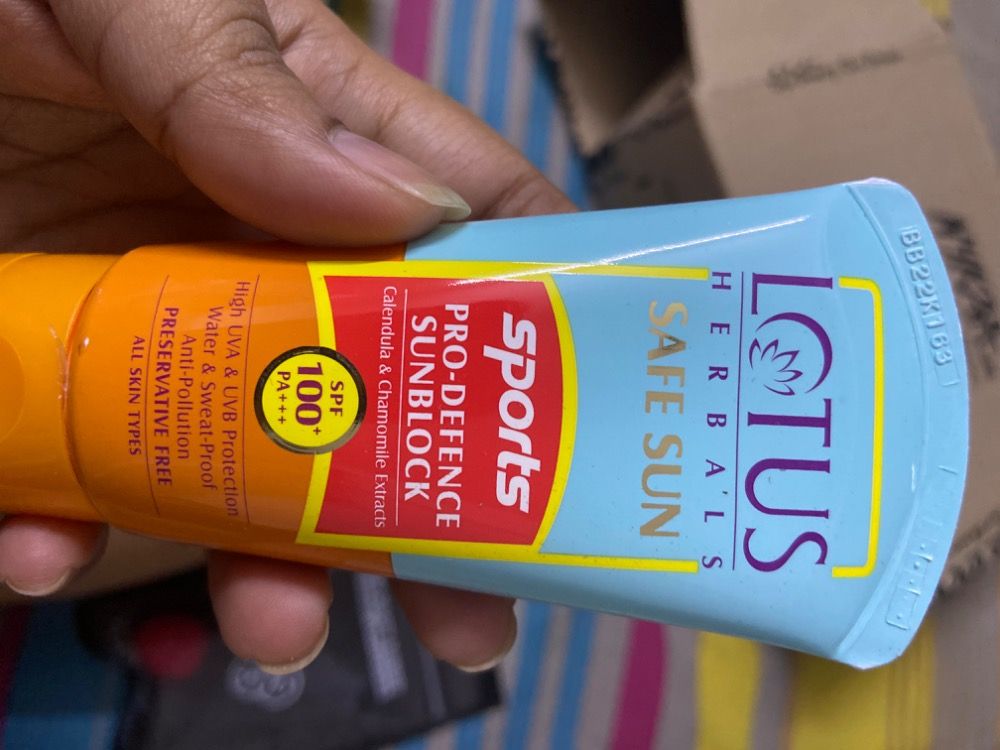 BB22K163
LOTUS
HERBALS
SAFE SUN
sports
PRO-DEFENCE
SUNBLOCK
Calendula & Chamomile Extracts
SPF
100+
PA+++
High UVA & UVB Protection
Water & Sweat-Proof
Anti-Pollution
PRESERVATIVE FREE
ALL SKIN TYPES